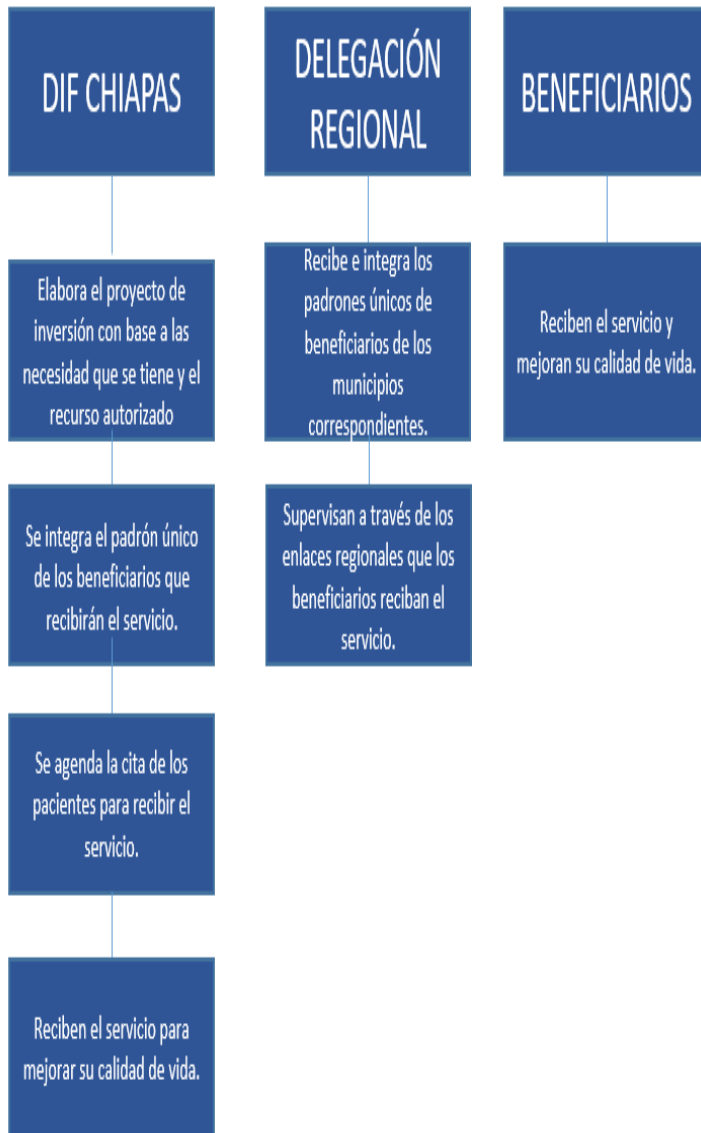 DIF CHIAPAS
Elabora el proyecto de
inversión con base a las
necesidad que se tiene y el
recurso autorizado
Se integra el padrón único
de los beneficiarios que
recibirán el servicio.
Se agenda la cita de los
pacientes para recibir el
servicio.
Reciben el servicio para
mejorar su calidad de vida.
DELEGACIÓN
REGIONAL
Recibe e integra los
padrones únicos de
beneficiarios de los
municipios
correspondientes.
Supervisan a través de los
enlaces regionales que los
beneficiarios reciban el
servicio.
BENEFICIARIOS
Reciben el servicio y
mejoran su calidad de vida.